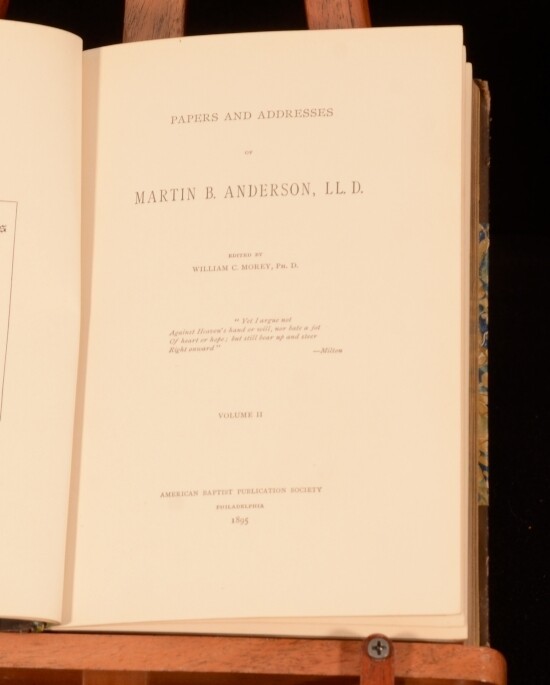 PAPERS AND ADDRESSES
OF
MARTIN B. ANDERSON, LL. D.
EDITED BY
WILLIAM C. MOREY, PH. D.
"Yet I argue not
Against Heaven's hand or will, nor bate a jot
Of heart or hope; but still bear up and steer
Right onward"
—Milton
VOLUME II
AMERICAN BAPTIST PUBLICATION SOCIETY
PHILADELPHIA
1895